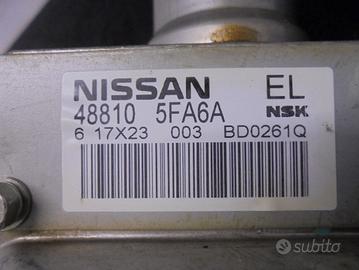 NISSAN EL
48810 5FA6A NSK
6 17X23 003 BD0261Q
subito